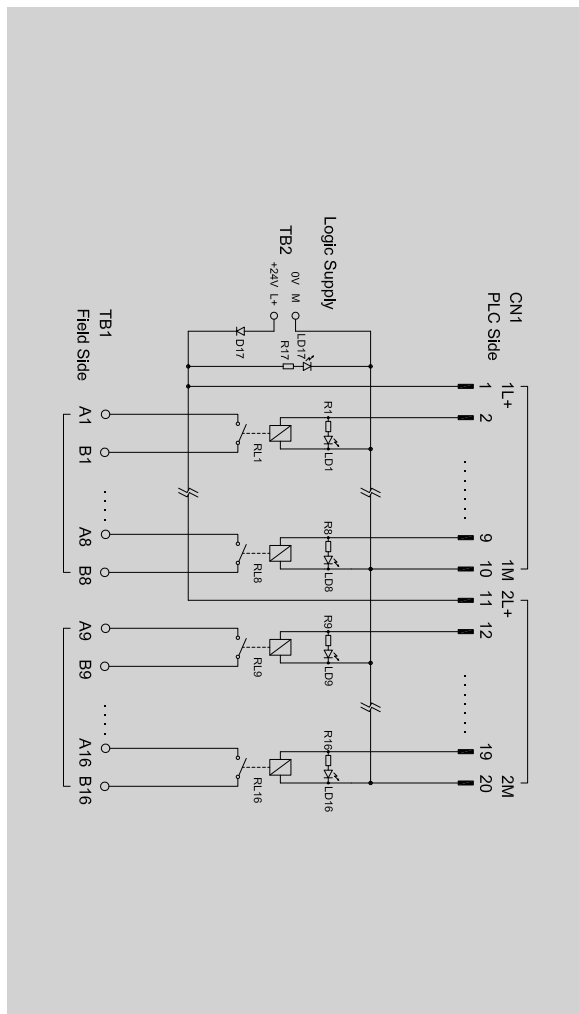 CN1
PLC Side
1L+
1M
2L+
2M
1
2
9
10
11
12
19
20
Logic Supply
TB2
0V M
+24V L+
LD17
R17
D17
R1
LD1
RL1
R8
LD8
RL8
R9
LD9
RL9
R16
LD16
RL16
TB1
Field Side
A1
B1
A8
B8
A9
B9
A16
B16